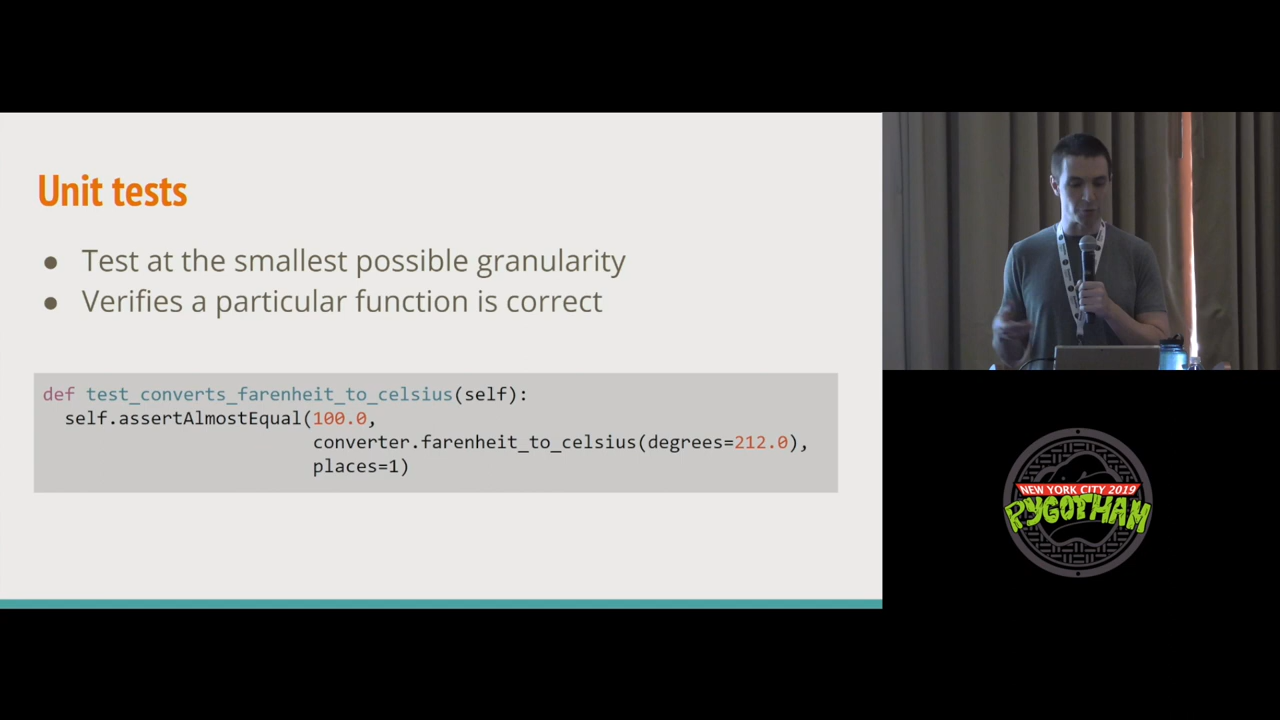 Unit tests
● Test at the smallest possible granularity
● Verifies a particular function is correct
def test_converts_farenheit_to_celsius(self):
  self.assertAlmostEqual(100.0,
                         converter.farenheit_to_celsius(degrees=212.0),
                         places=1)
NEW YORK CITY 2019
PYGOTHAM